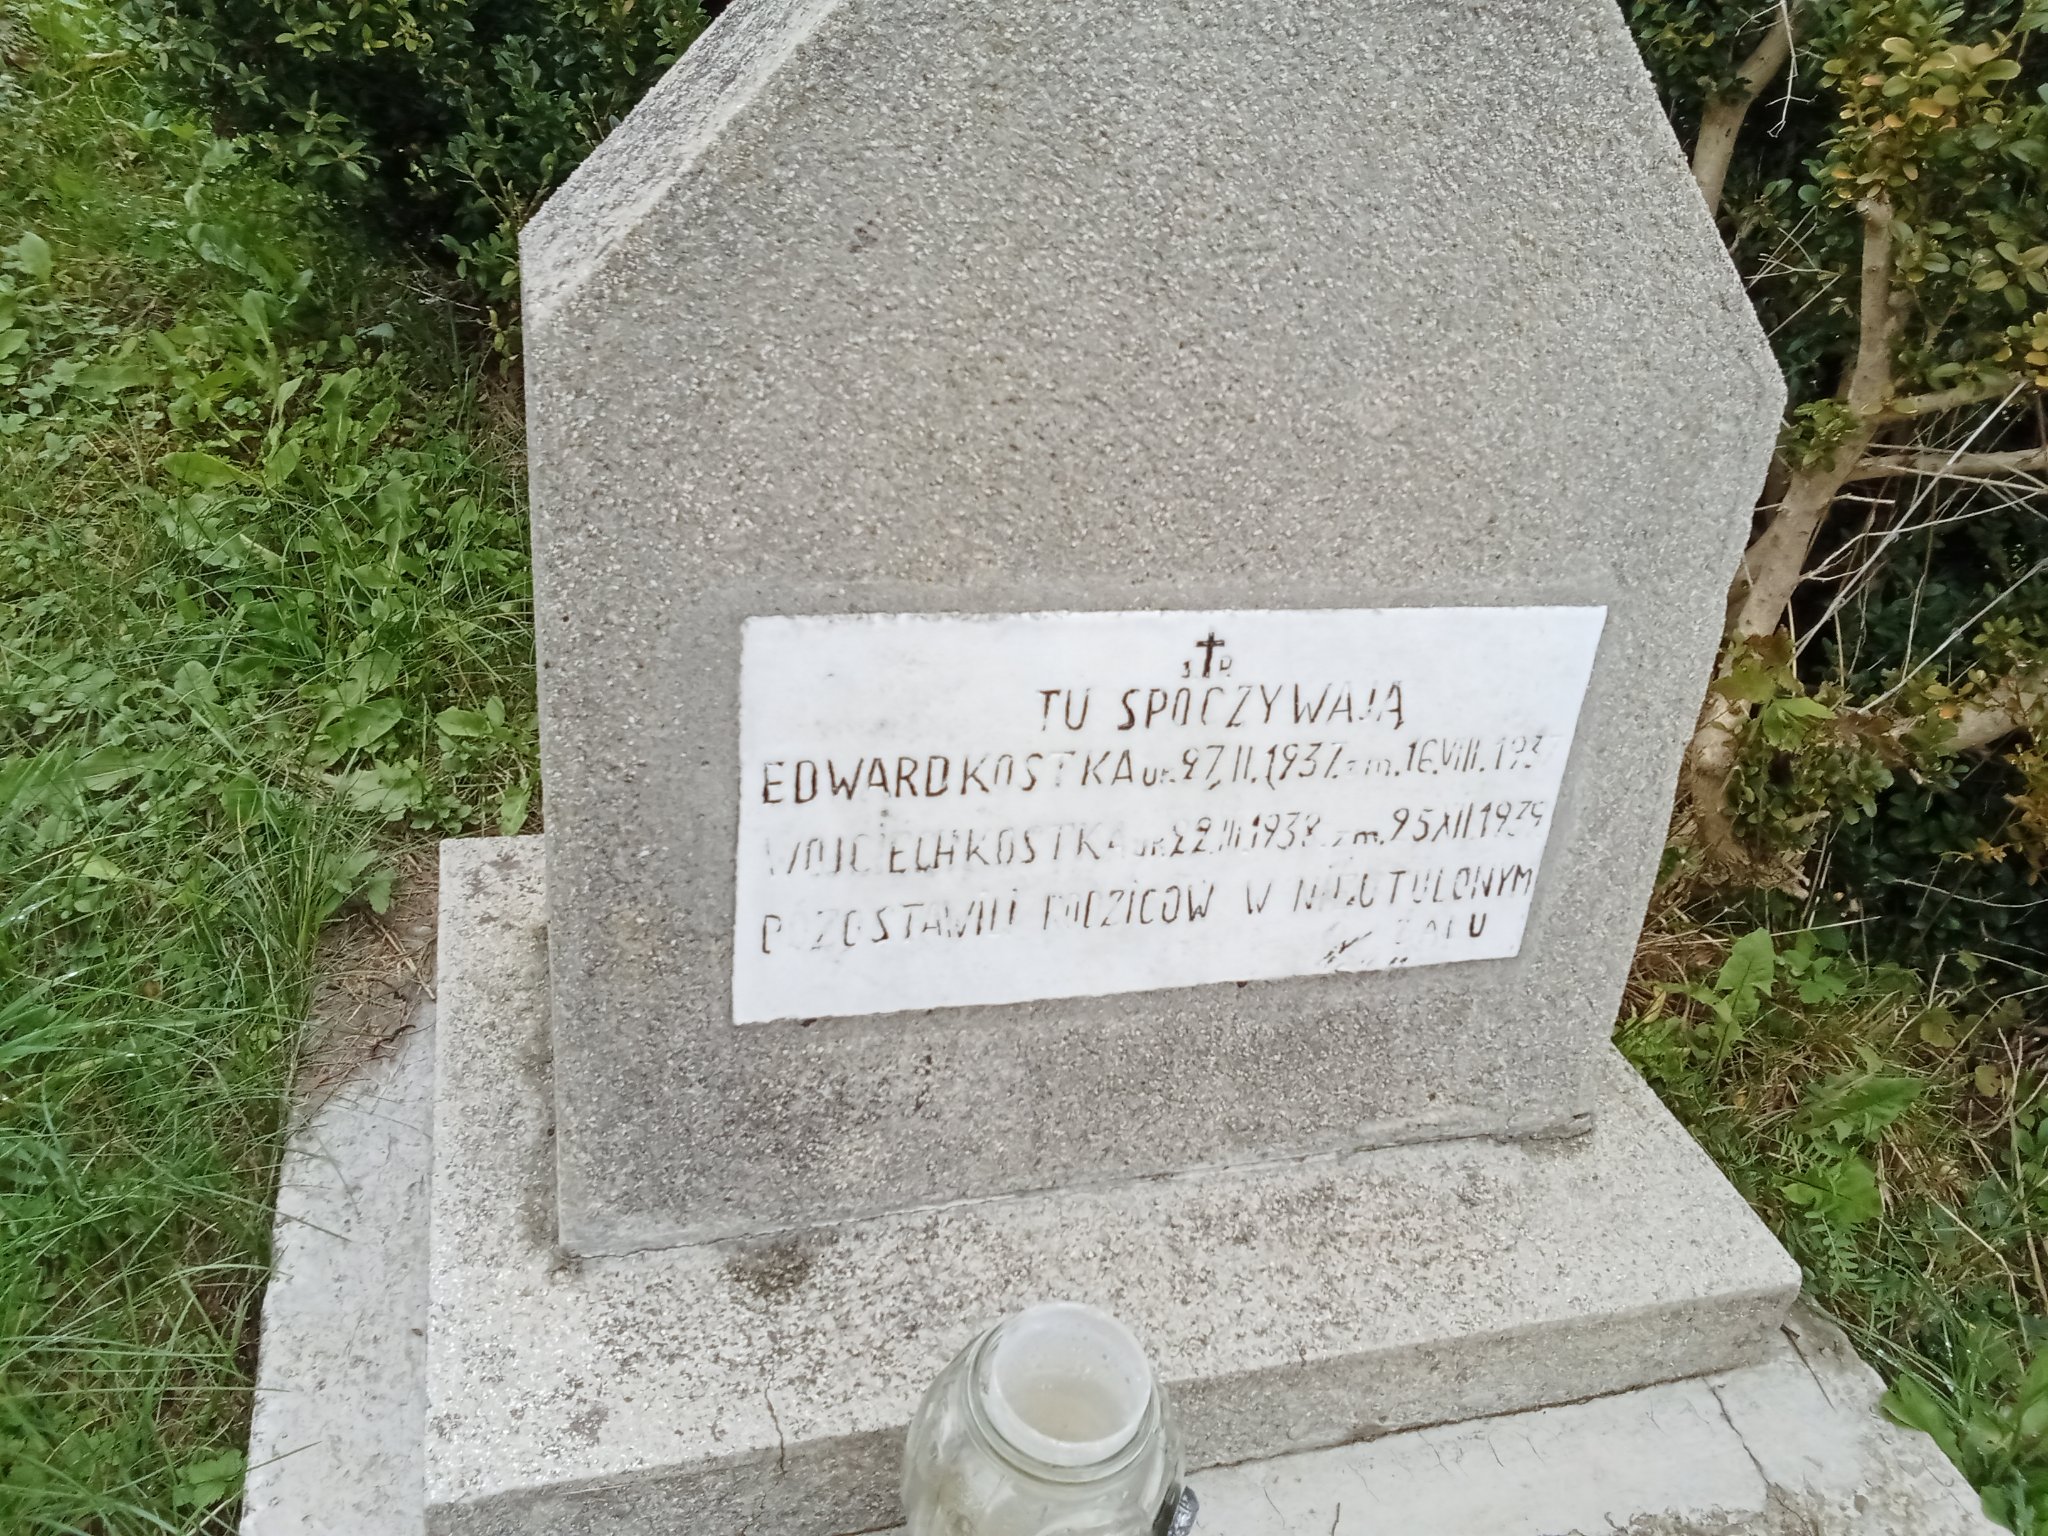 Ś P
TU SPOCZYWAJĄ
EDWARD KOSTKA ur. 27.II.1937. zm. 16.VIII.1937
WOJCIECH KOSTKA ur. 22.III.1938. zm. 25 XII.1939
POZOSTAWILI RODZICÓW W NIEUTULONYM
ŻALU